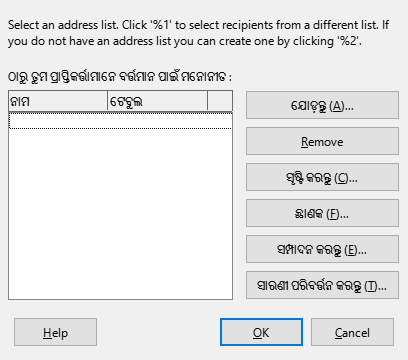 Select an address list. Click '%1' to select recipients from a different list. If
you do not have an address list you can create one by clicking '%2'.
ଠାରୁ ତୁମ ପ୍ରାପ୍ତିକର୍ତ୍ତାମାନେ ବର୍ତ୍ତମାନ ପାଇଁ ମନୋନୀତ :
ନାମ ଟେବୁଲ
ଯୋଡ଼ନ୍ତୁ (A)...
Remove
ସୃଷ୍ଟି କରନ୍ତୁ (C)...
ଛାଣକ (F)...
ସମ୍ପାଦନ କରନ୍ତୁ (E)...
ସାରଣୀ ପରିବର୍ତ୍ତନ କରନ୍ତୁ (T)...
Help OK Cancel